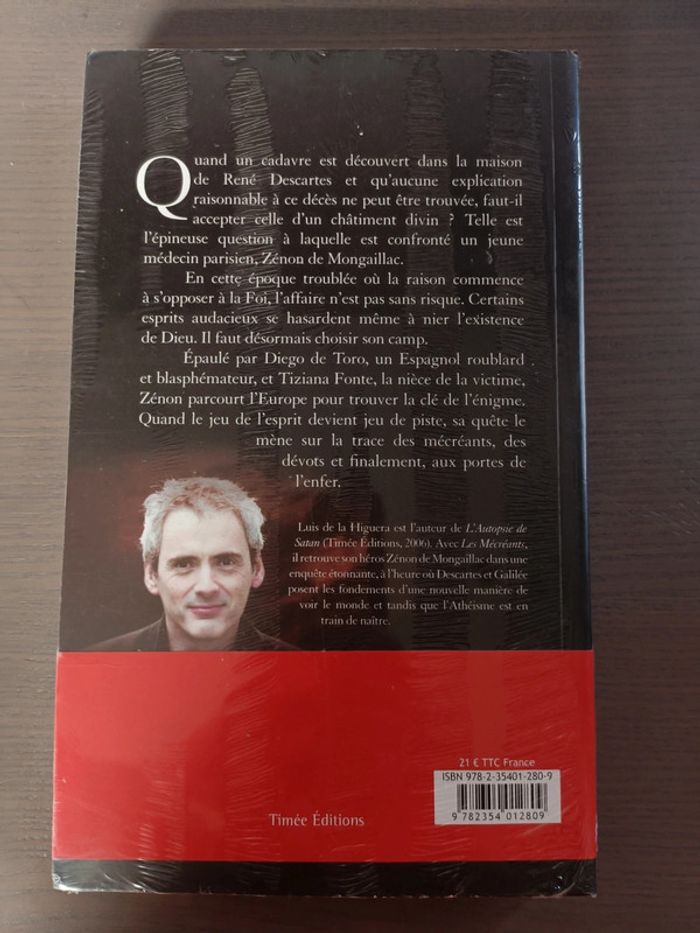 Quand un cadavre est découvert dans la maison
de René Descartes et qu'aucune explication
raisonnable à ce décès ne peut être trouvée, faut-il
accepter celle d'un châtiment divin ? Telle est
l'épineuse question à laquelle est confronté un jeune
médecin parisien, Zénon de Mongaillac.
En cette époque troublée où la raison commence
à s'opposer à la Foi, l'affaire n'est pas sans risque. Certains
esprits audacieux se hasardent même à nier l'existence
de Dieu. Il faut désormais choisir son camp.
Épaulé par Diego de Toro, un Espagnol roublard
et blasphémateur, et Tiziana Fonte, la nièce de la victime,
Zénon parcourt l'Europe pour trouver la clé de l'énigme.
Quand le jeu de l'esprit devient jeu de piste, sa quête le
mène sur la trace des mécréants, des
dévots et finalement, aux portes de
l'enfer.
Luis de la Higuera est l'auteur de L'Autopsie de
Satan (Timée Éditions, 2006). Avec Les Mécréants,
il retrouve son héros Zénon de Mongaillac dans une
enquête étonnante, à l'heure où Descartes et Galilée
posent les fondements d'une nouvelle manière de
voir le monde et tandis que l'Athéisme est en
train de naître.
21 € TTC France
ISBN 978-2-35401-280-9
9 782354 012809
Timée Éditions